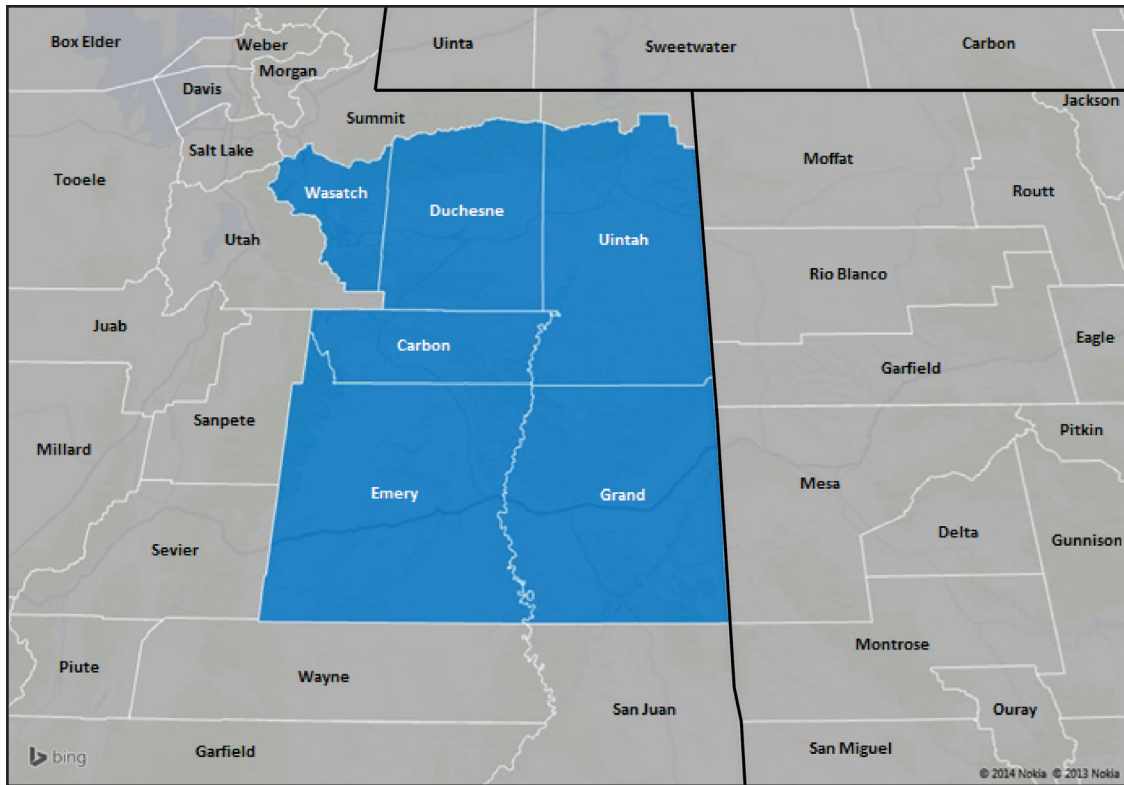 Box Elder
Weber
Uinta
Sweetwater
Carbon
Morgan
Davis
Jackson
Summit
Salt Lake
Moffat
Tooele
Wasatch
Routt
Duchesne
Utah
Uintah
Rio Blanco
Juab
Carbon
Eagle
Garfield
Sanpete
Pitkin
Millard
Mesa
Emery
Grand
Delta
Gunnison
Sevier
Montrose
Piute
Wayne
San Juan
Ouray
Garfield
San Miguel
bing
© 2014 Nokia © 2013 Nokia